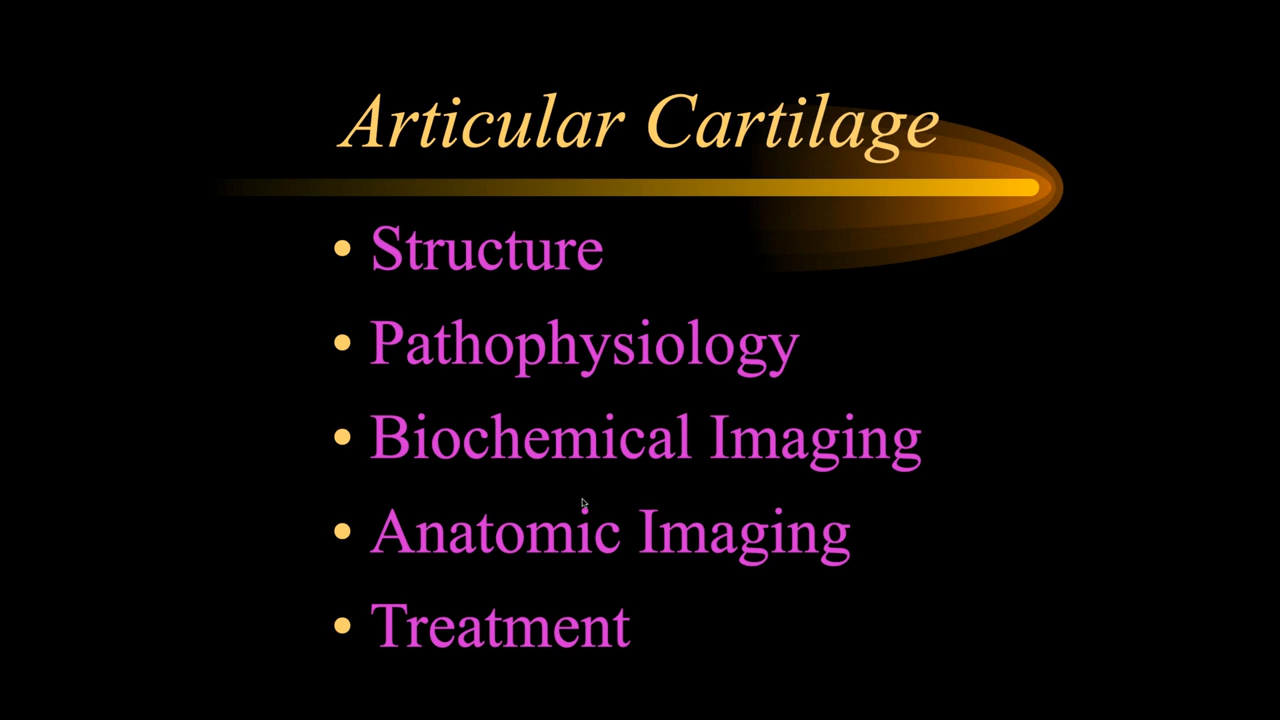 Articular Cartilage
• Structure
• Pathophysiology
• Biochemical Imaging
• Anatomic Imaging
• Treatment